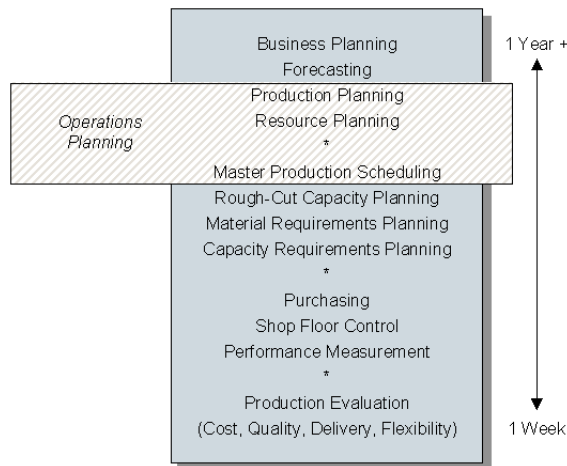 Business Planning
1 Year +
Forecasting
Production Planning
Operations
Planning
Resource Planning
*
Master Production Scheduling
Rough-Cut Capacity Planning
Material Requirements Planning
Capacity Requirements Planning
*
Purchasing
Shop Floor Control
Performance Measurement
*
Production Evaluation
(Cost, Quality, Delivery, Flexibility)
1 Week